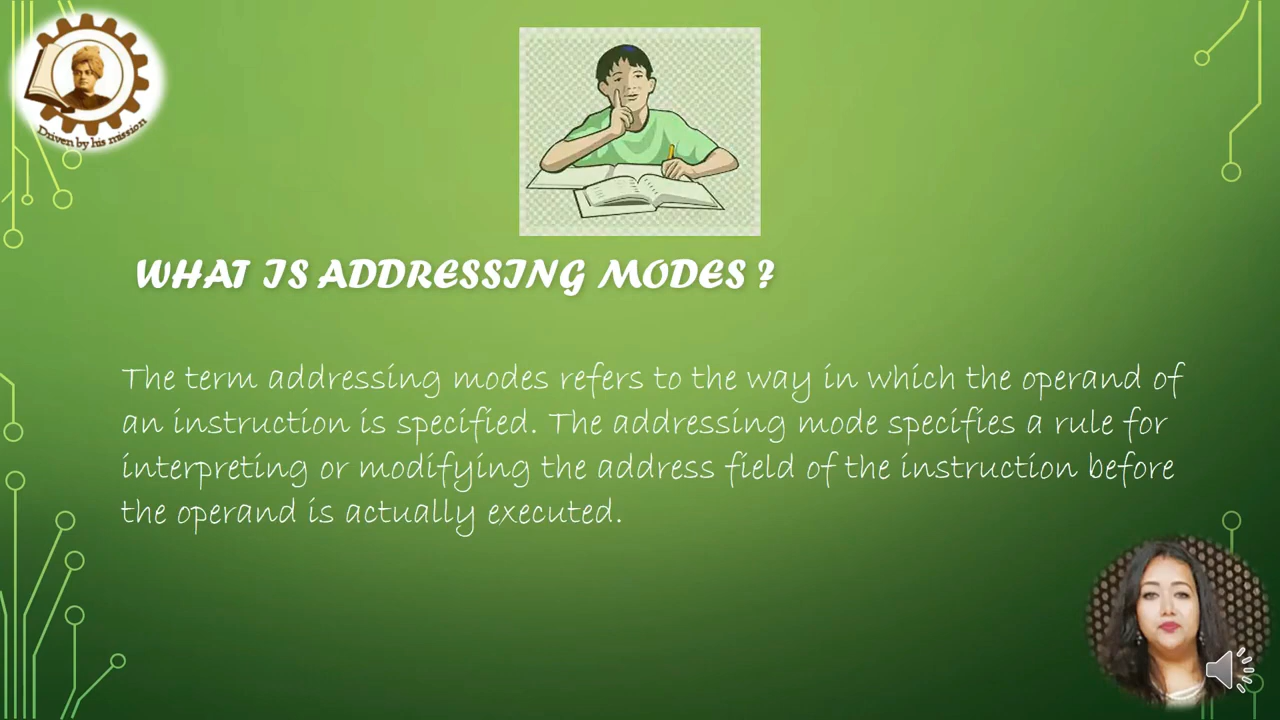 Driven by his mission
WHAT IS ADDRESSING MODES ?
The term addressing modes refers to the way in which the operand of
an instruction is specified. The addressing mode specifies a rule for
interpreting or modifying the address field of the instruction before
the operand is actually executed.